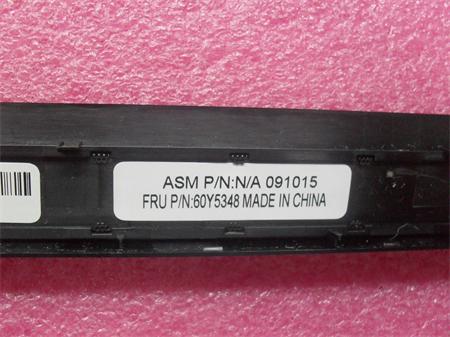 ASM P/N:N/A 091015
FRU P/N:60Y5348 MADE IN CHINA